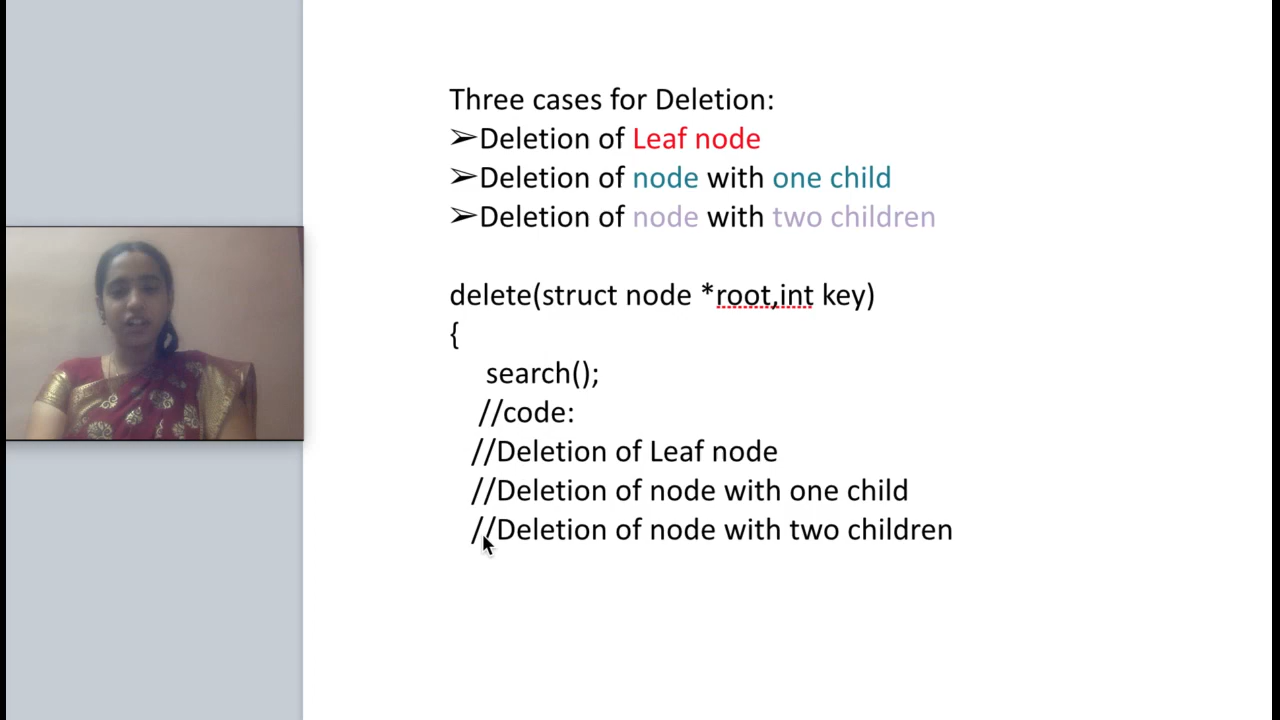 Three cases for Deletion:
➢Deletion of Leaf node
➢Deletion of node with one child
➢Deletion of node with two children
delete(struct node *root,int key)
{
search();
//code:
//Deletion of Leaf node
//Deletion of node with one child
//Deletion of node with two children